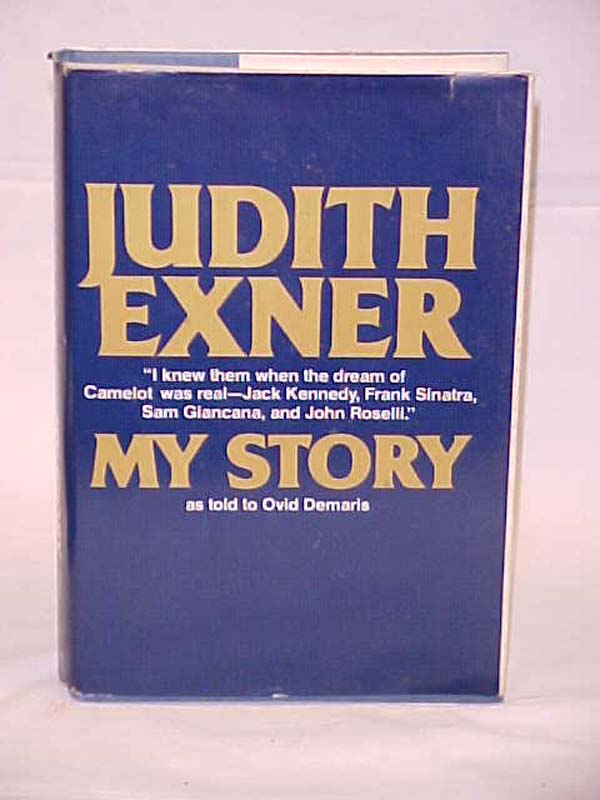 JUDITH
EXNER
"I knew them when the dream of
Camelot was real—Jack Kennedy, Frank Sinatra,
Sam Giancana, and John Roselli."
MY STORY
as told to Ovid Demaris